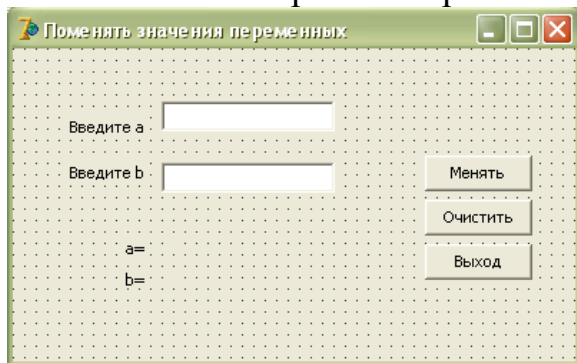 Поменять значения переменных
Введите a
Введите b
Менять
Очистить
a=
Выход
b=